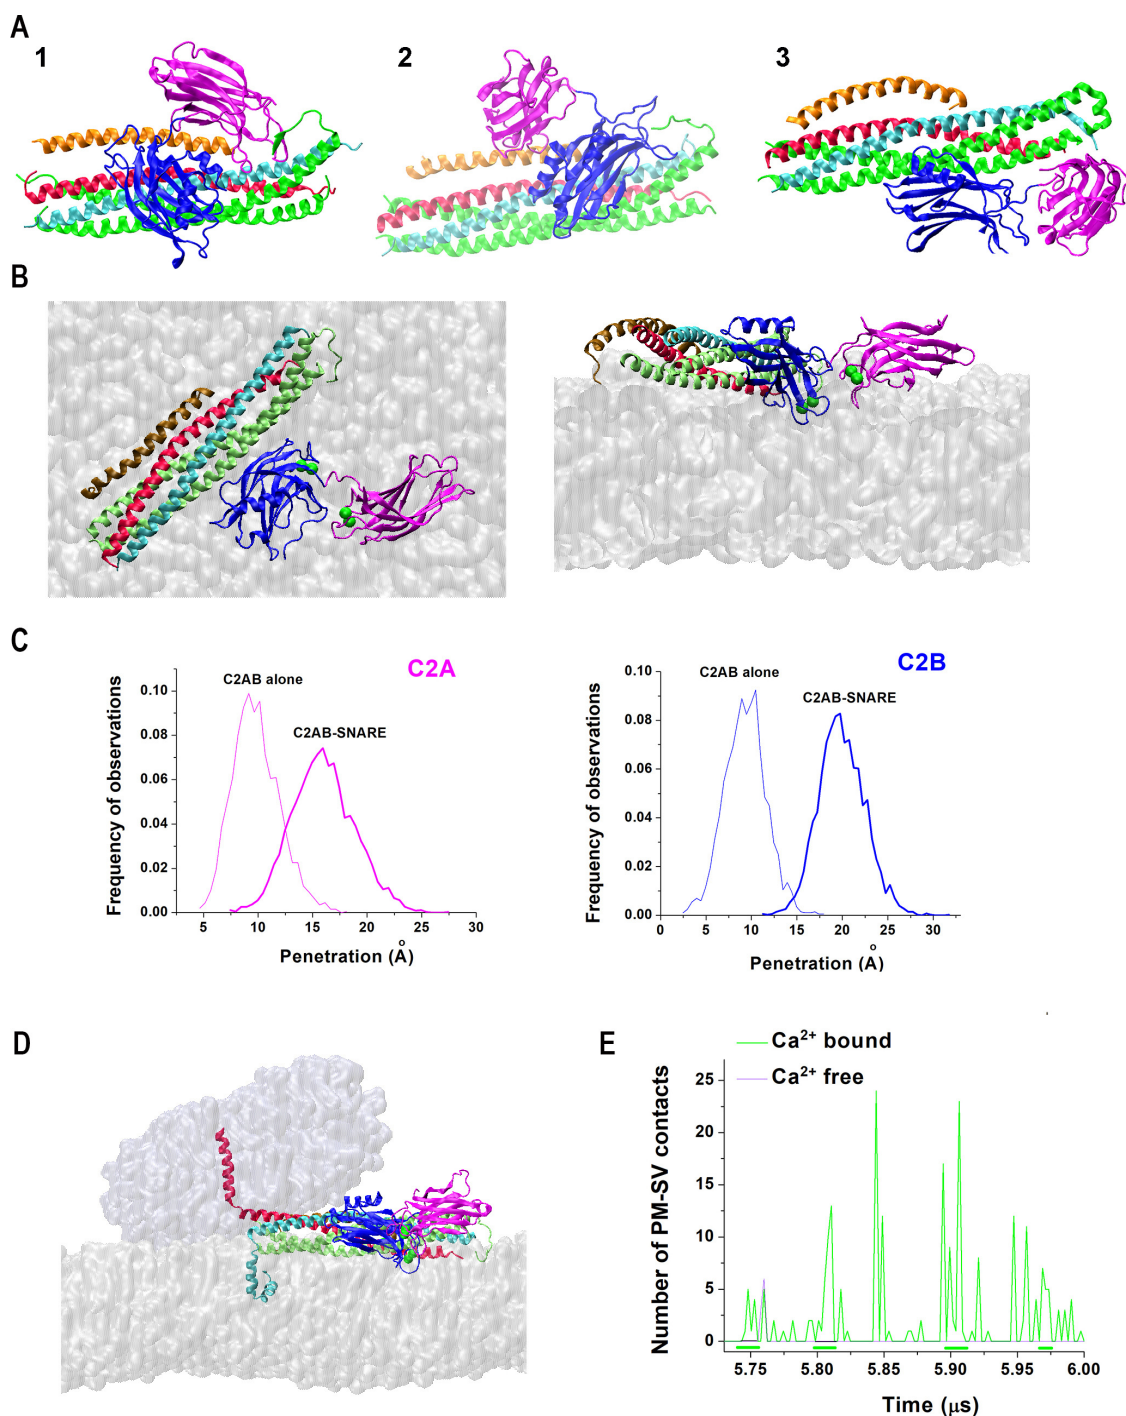 A
1
2
3
B
C
C2A
C2AB alone
C2AB-SNARE
0.10
0.08
0.06
0.04
0.02
0.00
Frequency of observations
5
10
15
20
25
30
Penetration (Å)
C2B
C2AB alone
C2AB-SNARE
0.10
0.08
0.06
0.04
0.02
0.00
Frequency of observations
0
5
10
15
20
25
30
Penetration (Å)
D
E
Ca²⁺ bound
Ca²⁺ free
25
20
15
10
5
0
Number of PM-SV contacts
5.75
5.80
5.85
5.90
5.95
6.00
Time (μs)